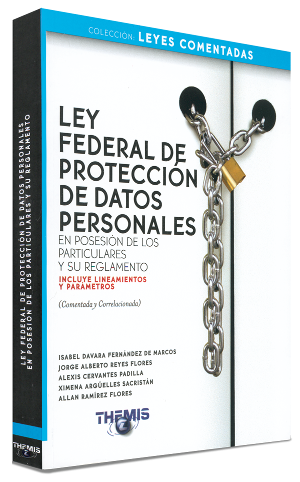 COLECCIÓN: LEYES COMENTADAS
LEY
FEDERAL DE
PROTECCIÓN
DE DATOS
PERSONALES
EN POSESIÓN DE LOS
PARTICULARES
Y SU REGLAMENTO
INCLUYE LINEAMIENTOS
Y PARÁMETROS
(Comentada y Correlacionada)
ISABEL DAVARA FERNÁNDEZ DE MARCOS
JORGE ALBERTO REYES FLORES
ALEXIS CERVANTES PADILLA
XIMENA ARGÜELLES SACRISTÁN
ALLAN RAMÍREZ FLORES
THEMIS
LEY FEDERAL DE PROTECCIÓN DE DATOS PERSONALES
EN POSESIÓN DE LOS PARTICULARES Y SU REGLAMENTO
THEMIS